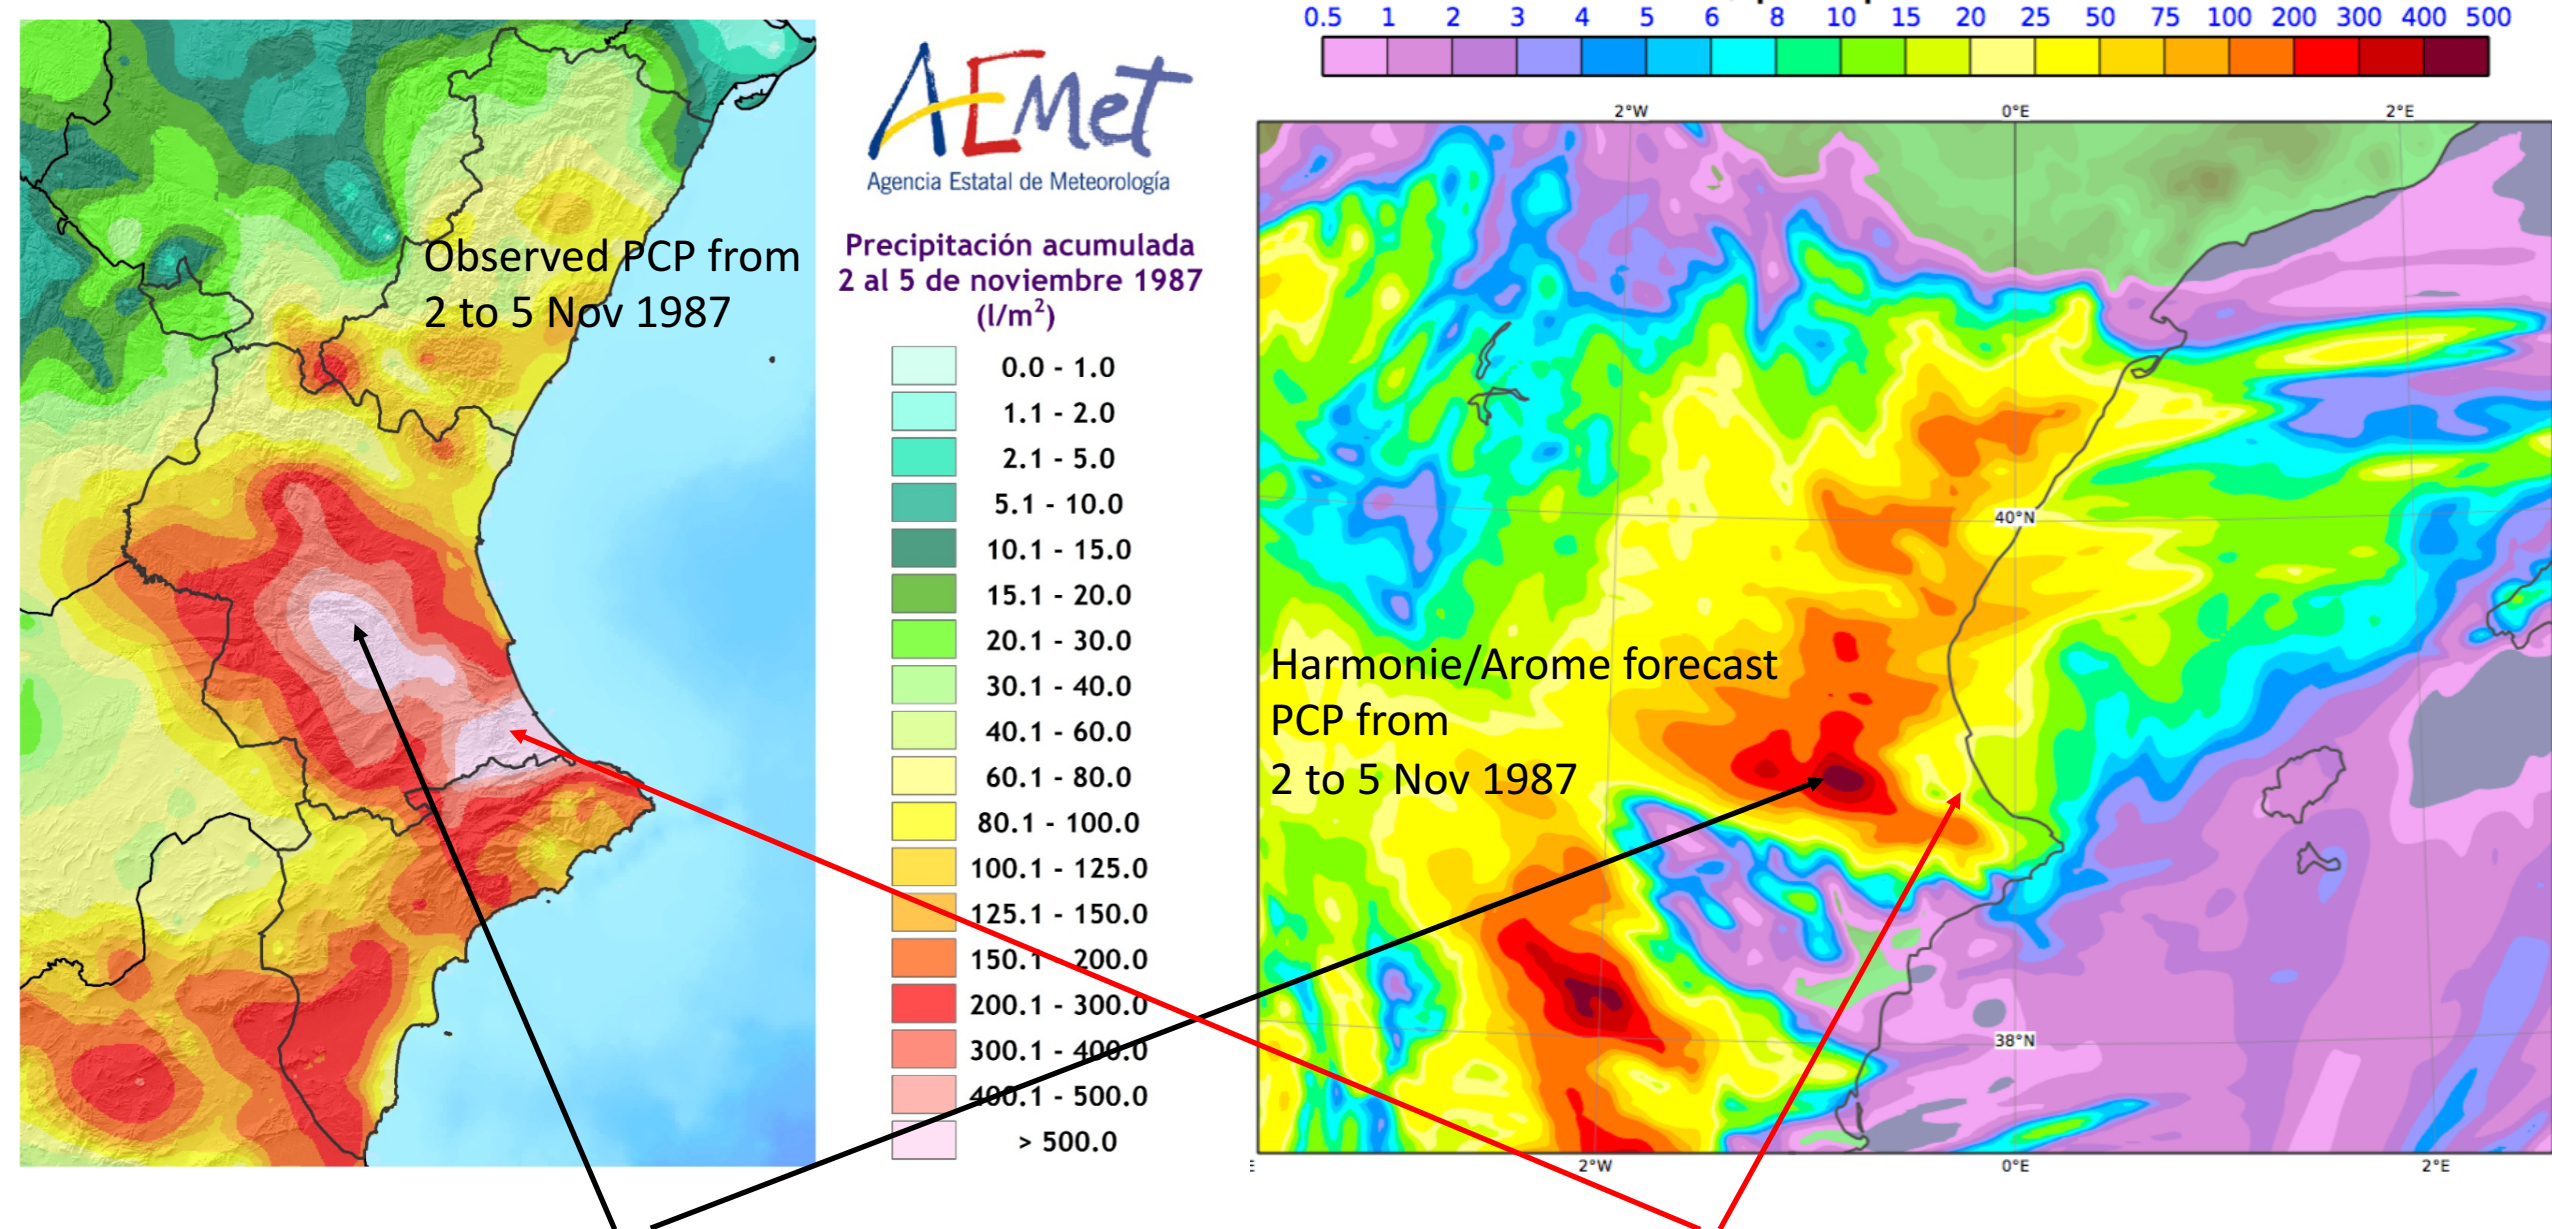 Observed PCP from
2 to 5 Nov 1987
AEMet
Agencia Estatal de Meteorología
Precipitación acumulada
2 al 5 de noviembre 1987
(l/m²)
0.0 - 1.0
1.1 - 2.0
2.1 - 5.0
5.1 - 10.0
10.1 - 15.0
15.1 - 20.0
20.1 - 30.0
30.1 - 40.0
40.1 - 60.0
60.1 - 80.0
80.1 - 100.0
100.1 - 125.0
125.1 - 150.0
150.1 - 200.0
200.1 - 300.0
300.1 - 400.0
400.1 - 500.0
> 500.0
0.5 1 2 3 4 5 6 8 10 15 20 25 50 75 100 200 300 400 500
2°W 0°E 2°E
40°N
Harmonie/Arome forecast
PCP from
2 to 5 Nov 1987
38°N
2°W 0°E 2°E